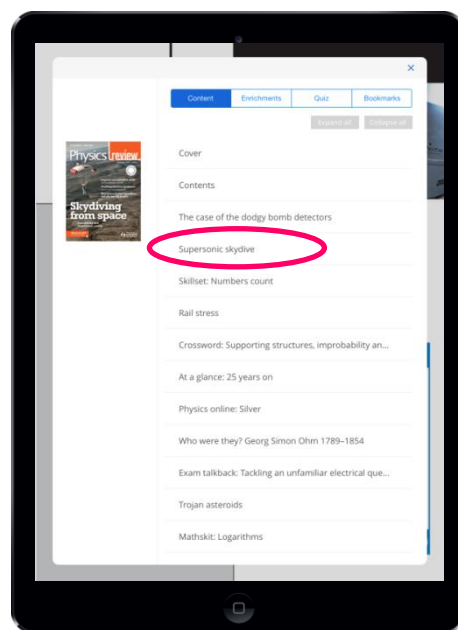 ×
Content Enrichments Quiz Bookmarks
Expand all Collapse all
Physics review
Skydiving
from space
Cover
Contents
The case of the dodgy bomb detectors
Supersonic skydive
Skillset: Numbers count
Rail stress
Crossword: Supporting structures, improbability an...
At a glance: 25 years on
Physics online: Silver
Who were they? Georg Simon Ohm 1789–1854
Exam talkback: Tackling an unfamiliar electrical que...
Trojan asteroids
Mathskit: Logarithms